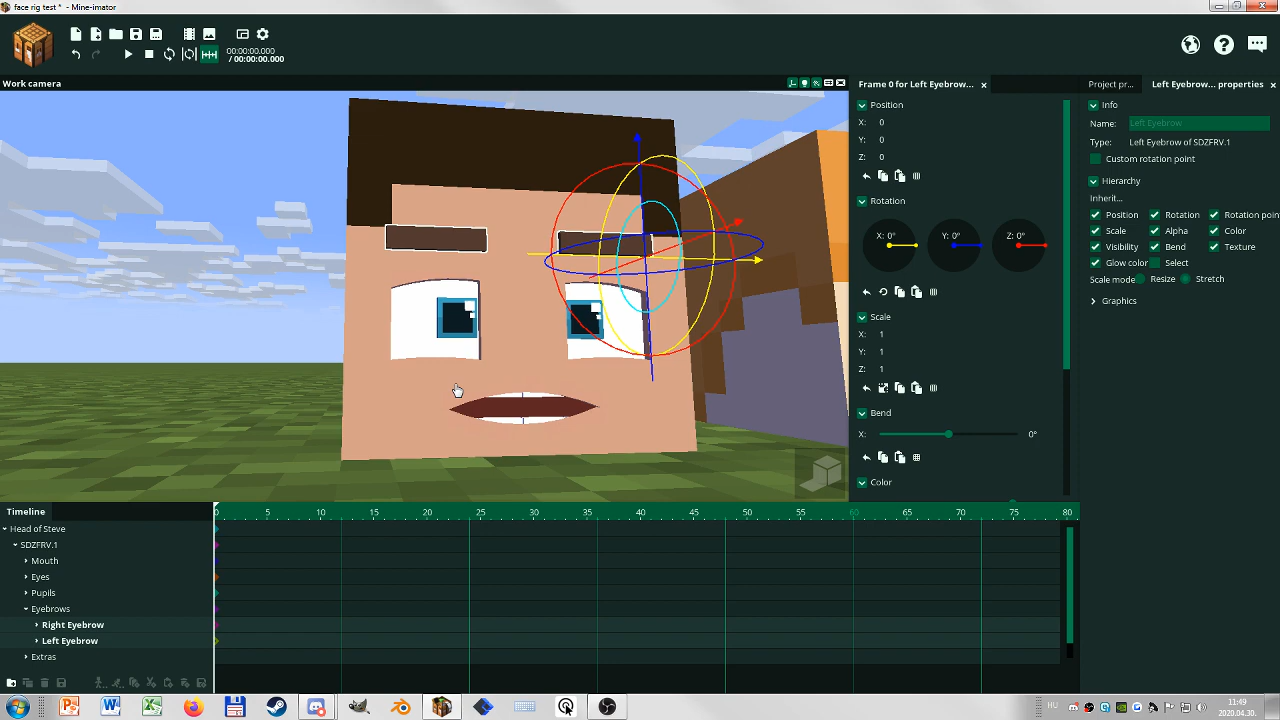 face rig test * - Mine-imator
00:00:00.000
/ 00:00:00.000
Work camera
Frame 0 for Left Eyebrow...
Position
X: 0
Y: 0
Z: 0
Rotation
X: 0° Y: 0° Z: 0°
Scale
X: 1
Y: 1
Z: 1
Bend
X: 0°
Color
Project pr...
Left Eyebrow... properties
Info
Name: Left Eyebrow
Type: Left Eyebrow of SDZFRV.1
Custom rotation point
Hierarchy
Inherit...
Position Rotation Rotation poin
Scale Alpha Color
Visibility Bend Texture
Glow color Select
Scale mode Resize Stretch
Graphics
Timeline
0 5 10 15 20 25 30 35 40 45 50 55 60 65 70 75 80
Head of Steve
SDZFRV.1
Mouth
Eyes
Pupils
Eyebrows
Right Eyebrow
Left Eyebrow
Extras
HU
11:49
2020.04.30.